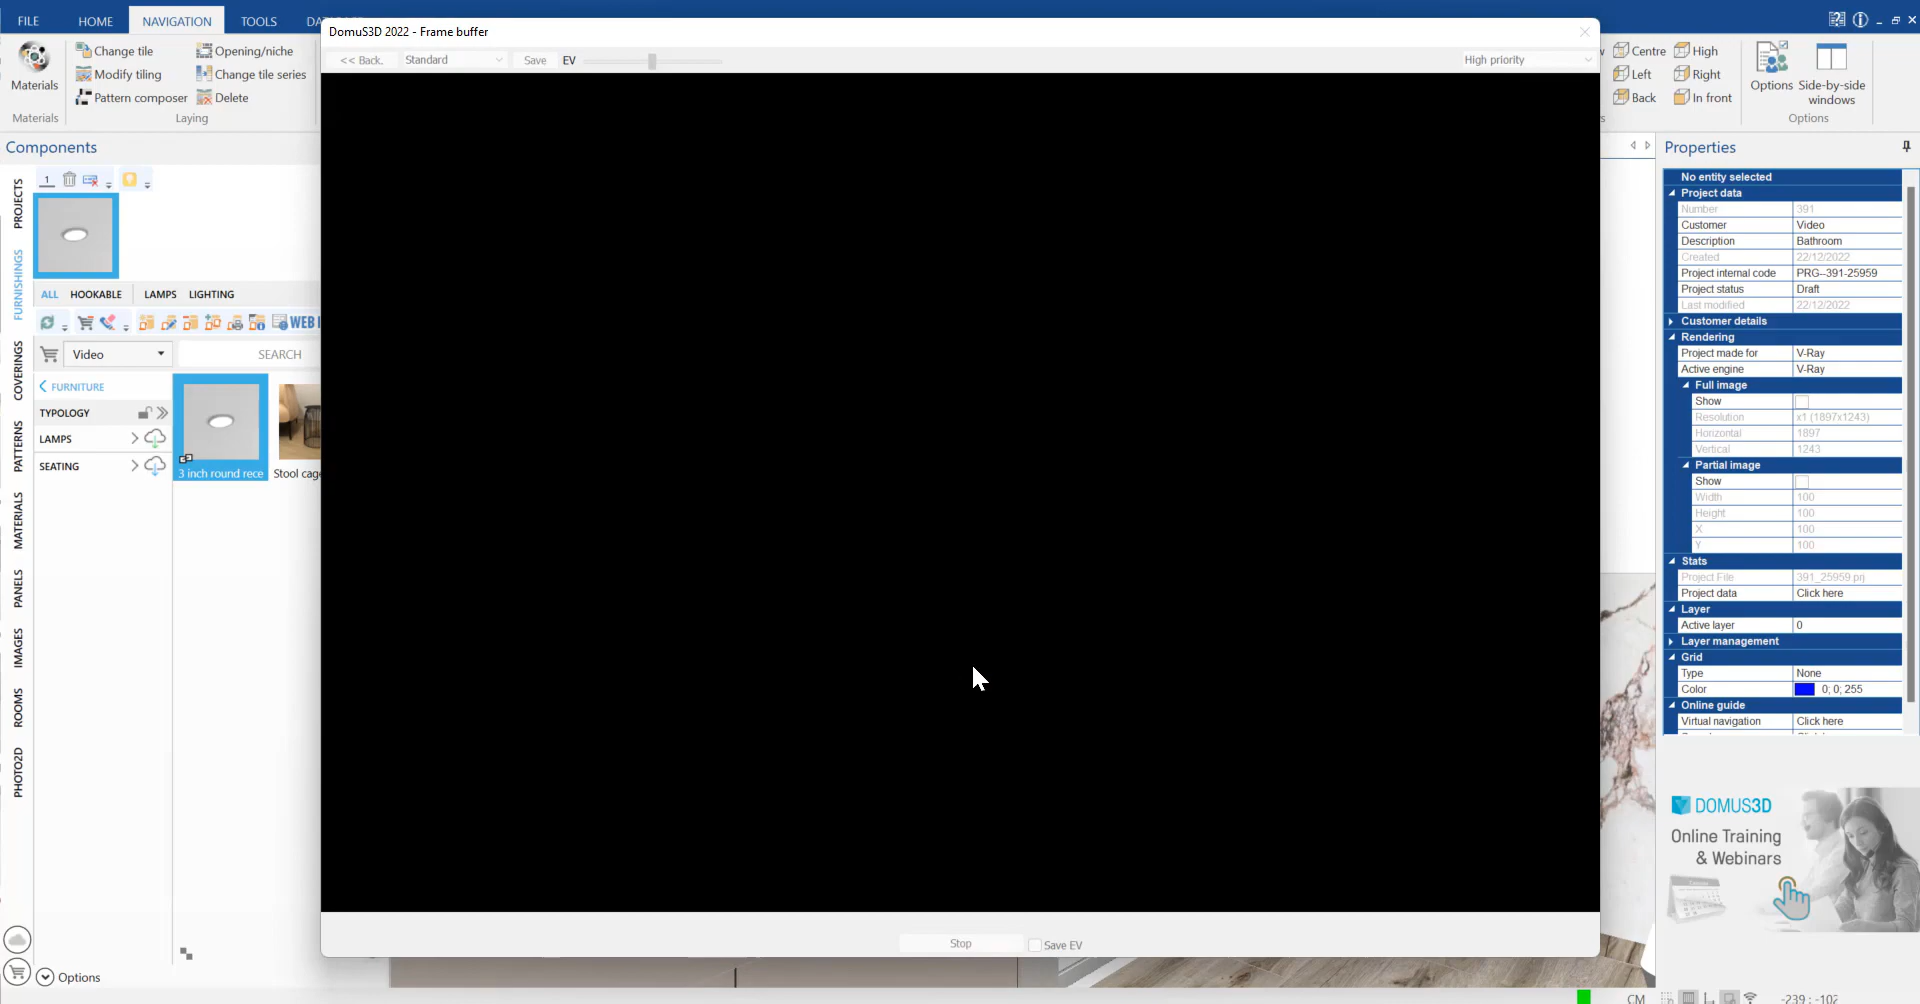 FILE
HOME
NAVIGATION
TOOLS
DomuS3D 2022 - Frame buffer
<< Back.
Standard
Save
EV
High priority
Materials
Materials
Change tile
Modify tiling
Pattern composer
Opening/niche
Change tile series
Delete
Laying
Centre
Left
Back
High
Right
In front
Options
Side-by-side
windows
Options
Components
1
PROJECTS
FURNISHINGS
COVERINGS
PATTERNS
MATERIALS
PANELS
IMAGES
ROOMS
PHOTO2D
ALL
HOOKABLE
LAMPS
LIGHTING
WEB
Video
SEARCH
FURNITURE
TYPOLOGY
LAMPS
SEATING
3 inch round rece
Stool cag
Options
Stop
Save EV
Properties
No entity selected
Project data
Number 391
Customer Video
Description Bathroom
Created 22/12/2022
Project internal code PRG--391-25959
Project status Draft
Last modified 22/12/2022
Customer details
Rendering
Project made for V-Ray
Active engine V-Ray
Full image
Show
Resolution x1 (1897x1243)
Horizontal 1897
Vertical 1243
Partial image
Show
Width 100
Height 100
X 100
Y 100
Stats
Project File 391_25959.prj
Project data Click here
Layer
Active layer 0
Layer management
Grid
Type None
Color 0; 0; 255
Online guide
Virtual navigation Click here
DOMUS3D
Online Training
& Webinars
CM
-239 ; -102